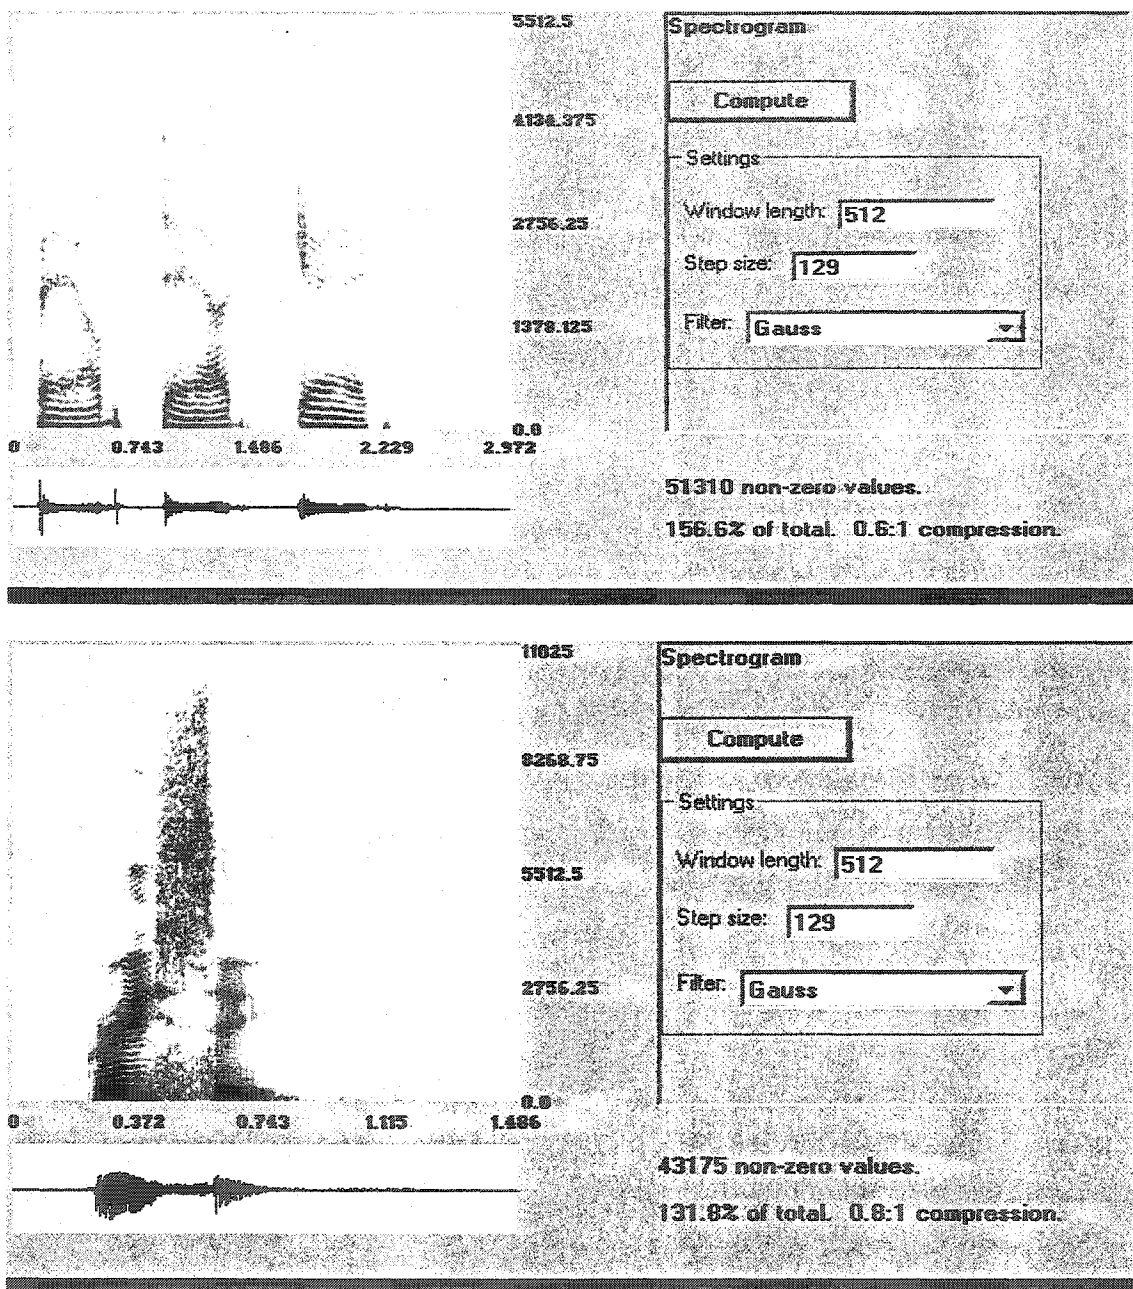 5512.5
Spectrogram
Compute
4134.375
Settings
Window length: 512
2756.25
Step size: 129
1378.125
Filter: Gauss
0.0
0 0.743 1.486 2.229 2.972
51310 non-zero values.
156.6% of total. 0.6:1 compression.
11025
Spectrogram
Compute
8268.75
Settings
Window length: 512
5512.5
Step size: 129
2756.25
Filter: Gauss
0.0
0 0.372 0.743 1.115 1.486
43175 non-zero values.
131.8% of total. 0.8:1 compression.